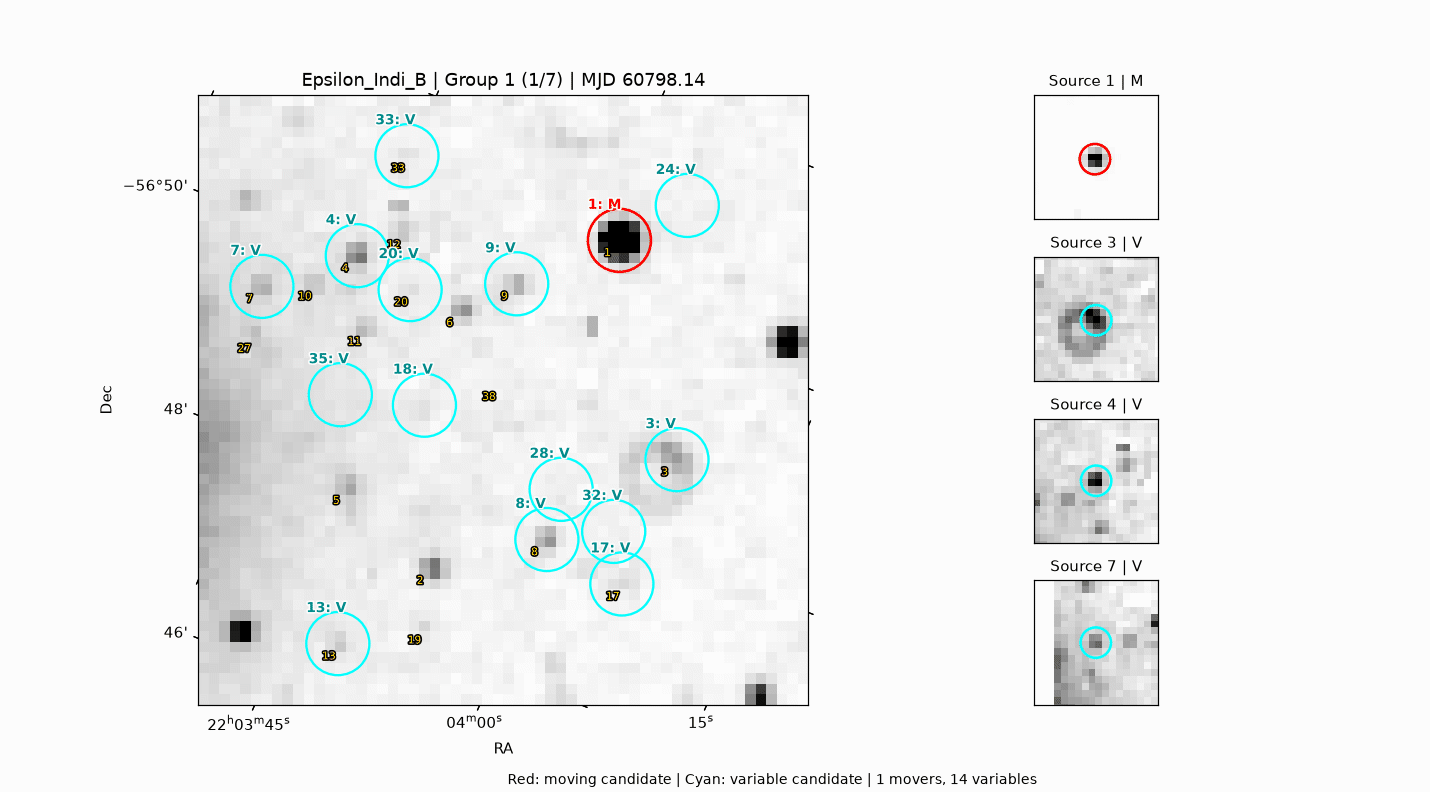 Epsilon_Indi_B | Group 1 (1/7) | MJD 60798.14
Source 1 | M
33: V
33
24: V
−56°50'
1: M
1
4: V
4
12
20: V
20
7: V
7
10
9: V
9
6
Source 3 | V
27
11
35: V
18: V
38
Dec
48'
3: V
3
Source 4 | V
28: V
32: V
5
8: V
8
17: V
17
2
Source 7 | V
13: V
13
19
46'
22ʰ03ᵐ45ˢ
04ᵐ00ˢ
15ˢ
RA
Red: moving candidate | Cyan: variable candidate | 1 movers, 14 variables